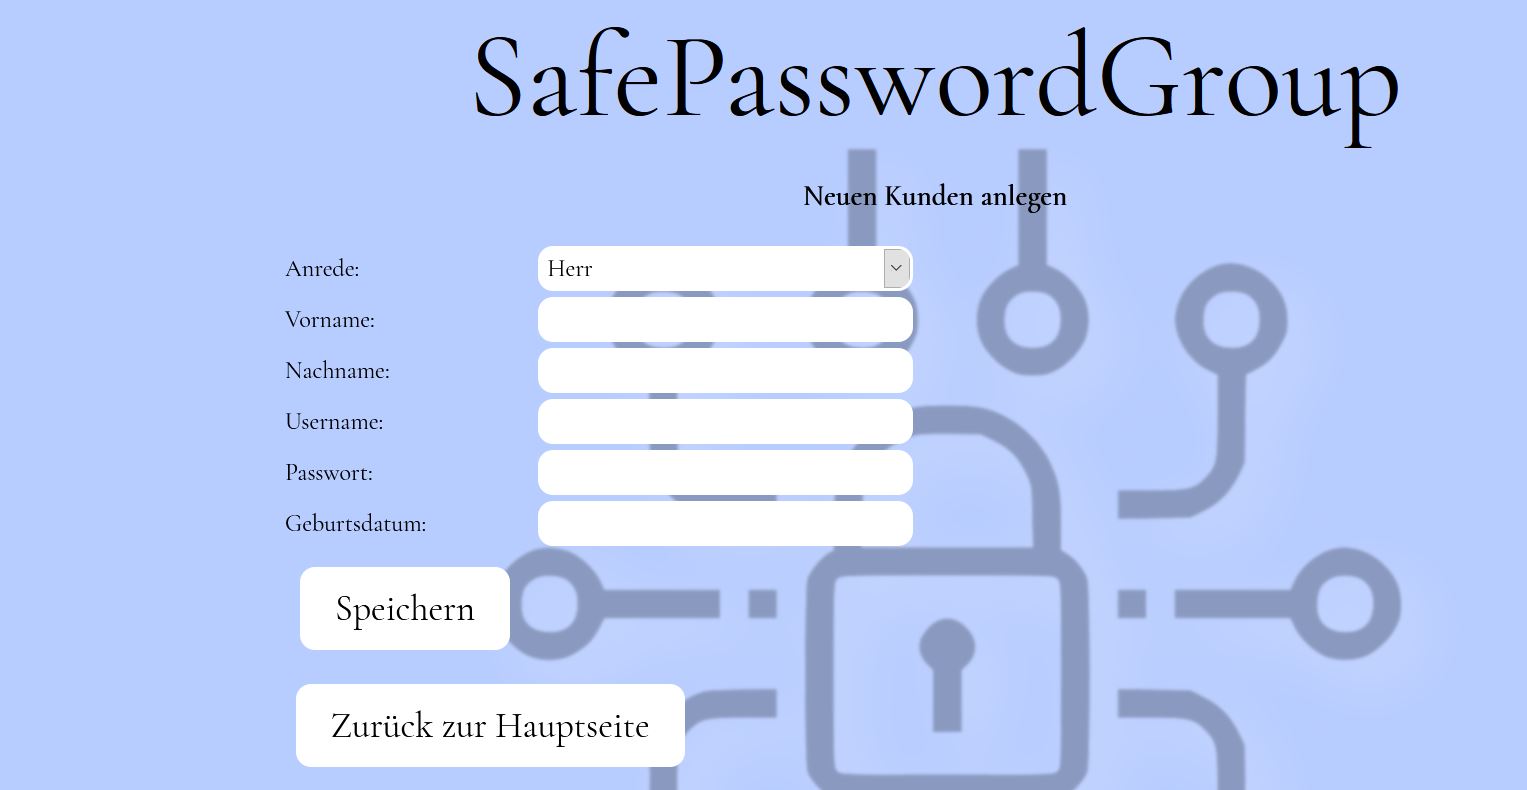 SafePasswordGroup
Neuen Kunden anlegen
Anrede: Herr
Vorname:
Nachname:
Username:
Passwort:
Geburtsdatum:
Speichern
Zurück zur Hauptseite